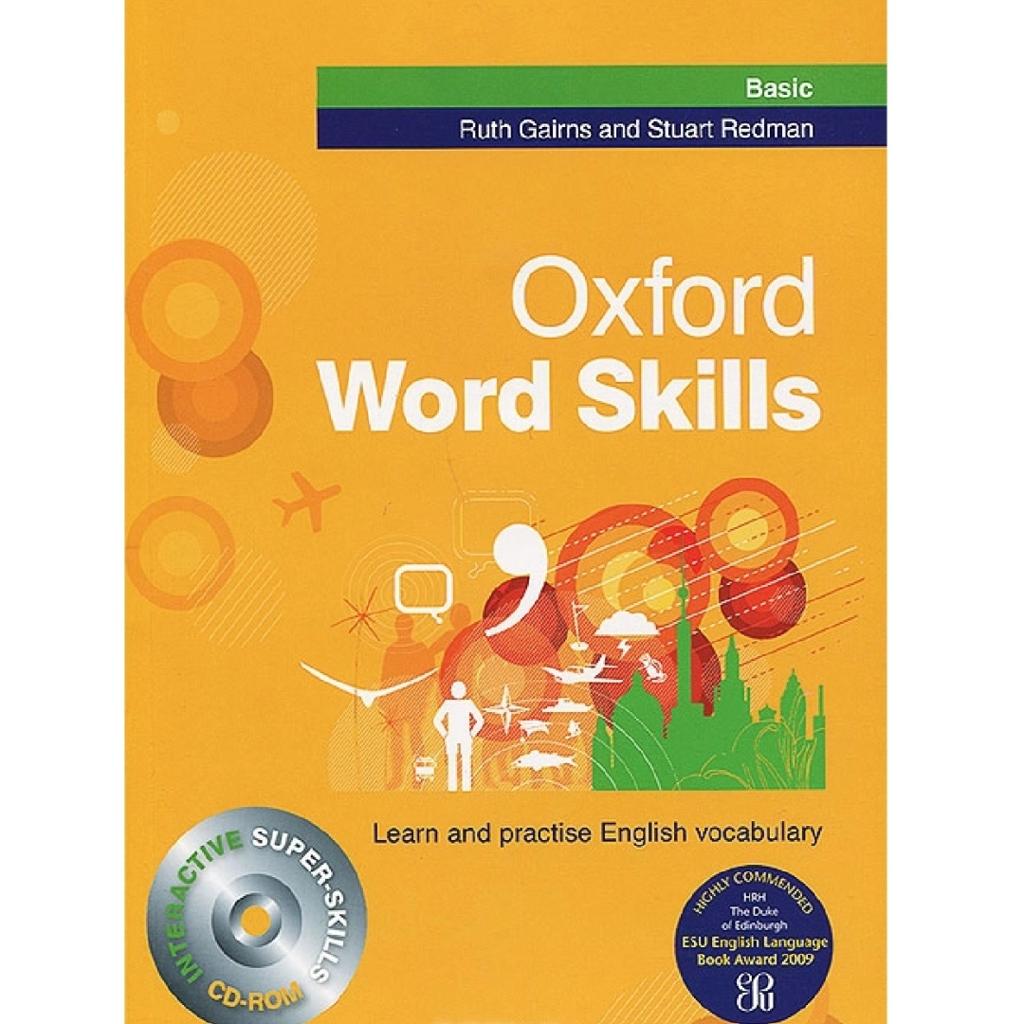 Basic
Ruth Gairns and Stuart Redman
Oxford
Word Skills
Learn and practise English vocabulary
INTERACTIVE SUPER-SKILLS
CD-ROM
HIGHLY COMMENDED
HRH
The Duke
of Edinburgh
ESU English Language
Book Award 2009
ESU